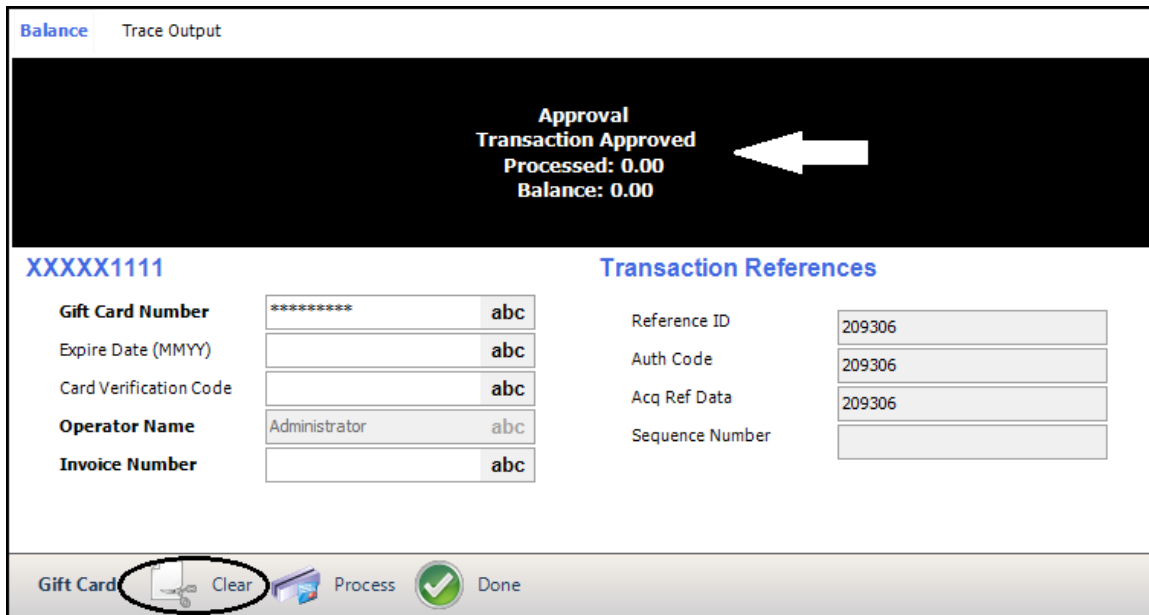 Balance Trace Output
Approval
Transaction Approved
Processed: 0.00
Balance: 0.00
XXXXX1111
Gift Card Number ********* abc
Expire Date (MMYY) abc
Card Verification Code abc
Operator Name Administrator abc
Invoice Number abc
Transaction References
Reference ID 209306
Auth Code 209306
Acq Ref Data 209306
Sequence Number
Gift Card Clear Process Done